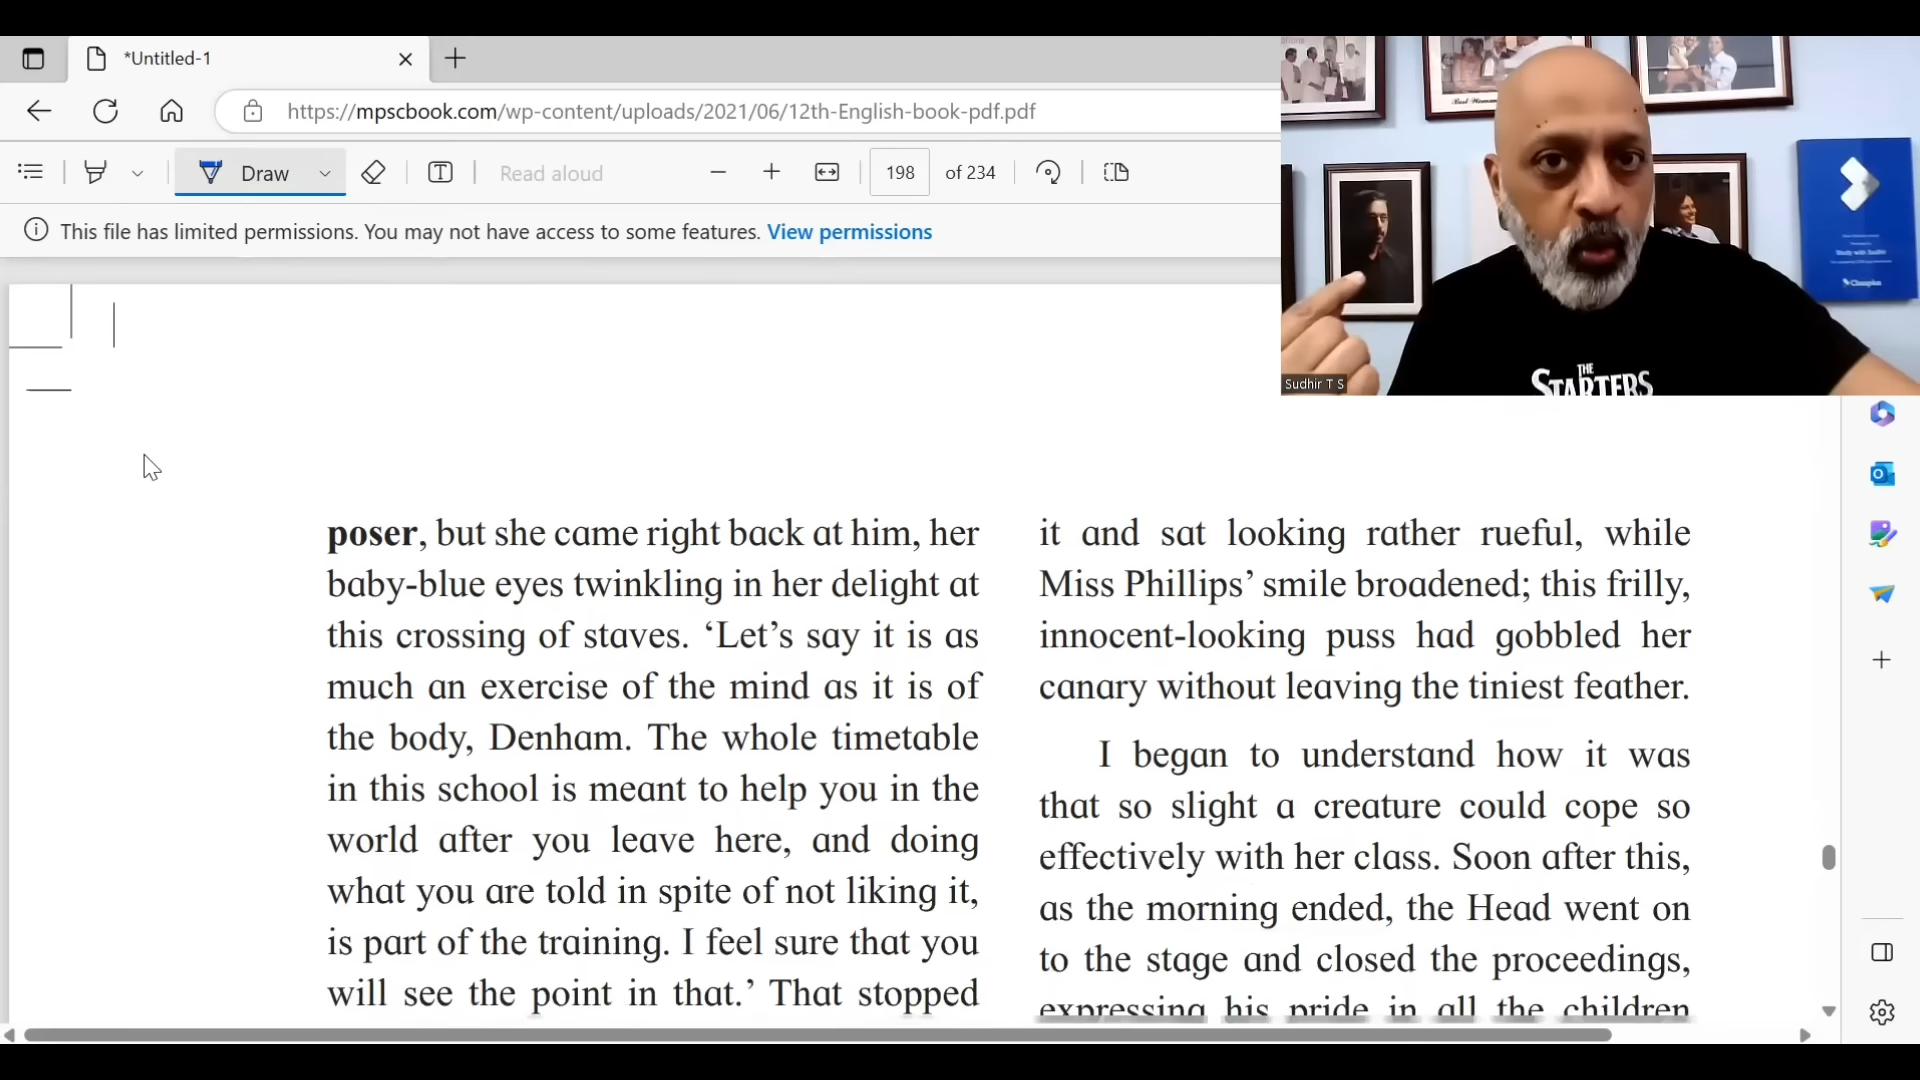 *Untitled-1
https://mpscbook.com/wp-content/uploads/2021/06/12th-English-book-pdf.pdf
Draw
Read aloud
198 of 234
This file has limited permissions. You may not have access to some features. View permissions
Sudhir T S
THE
STARTERS
poser, but she came right back at him, her
baby-blue eyes twinkling in her delight at
this crossing of staves. ‘Let’s say it is as
much an exercise of the mind as it is of
the body, Denham. The whole timetable
in this school is meant to help you in the
world after you leave here, and doing
what you are told in spite of not liking it,
is part of the training. I feel sure that you
will see the point in that.’ That stopped
it and sat looking rather rueful, while
Miss Phillips’ smile broadened; this frilly,
innocent-looking puss had gobbled her
canary without leaving the tiniest feather.
I began to understand how it was
that so slight a creature could cope so
effectively with her class. Soon after this,
as the morning ended, the Head went on
to the stage and closed the proceedings,
expressing his pride in all the children